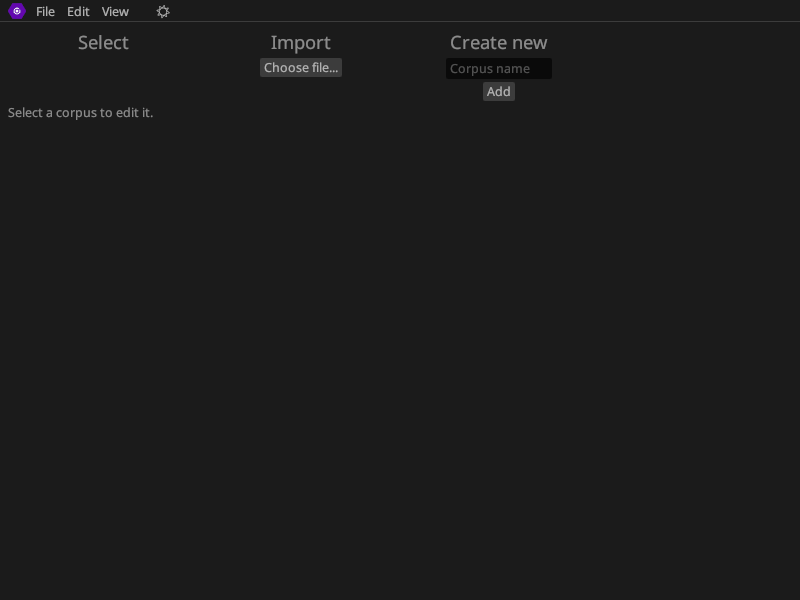 File Edit View
Select Import Create new
Choose file... Corpus name
Add
Select a corpus to edit it.